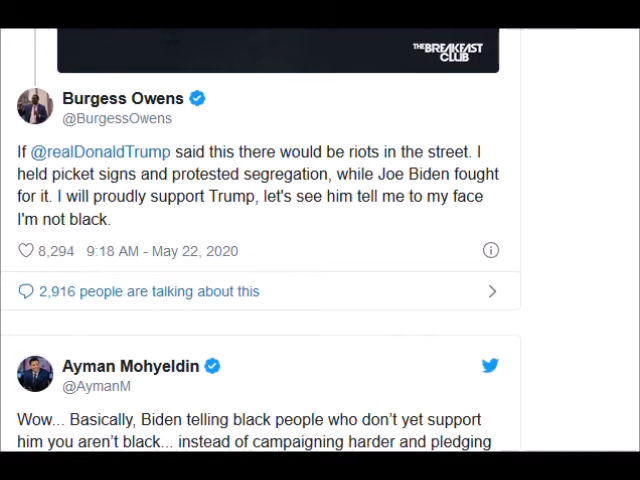 THE BREAKFAST
CLUB
Burgess Owens
@BurgessOwens
If @realDonaldTrump said this there would be riots in the street. I
held picket signs and protested segregation, while Joe Biden fought
for it. I will proudly support Trump, let's see him tell me to my face
I'm not black.
8,294 9:18 AM - May 22, 2020
2,916 people are talking about this
Ayman Mohyeldin
@AymanM
Wow... Basically, Biden telling black people who don’t yet support
him you aren’t black... instead of campaigning harder and pledging